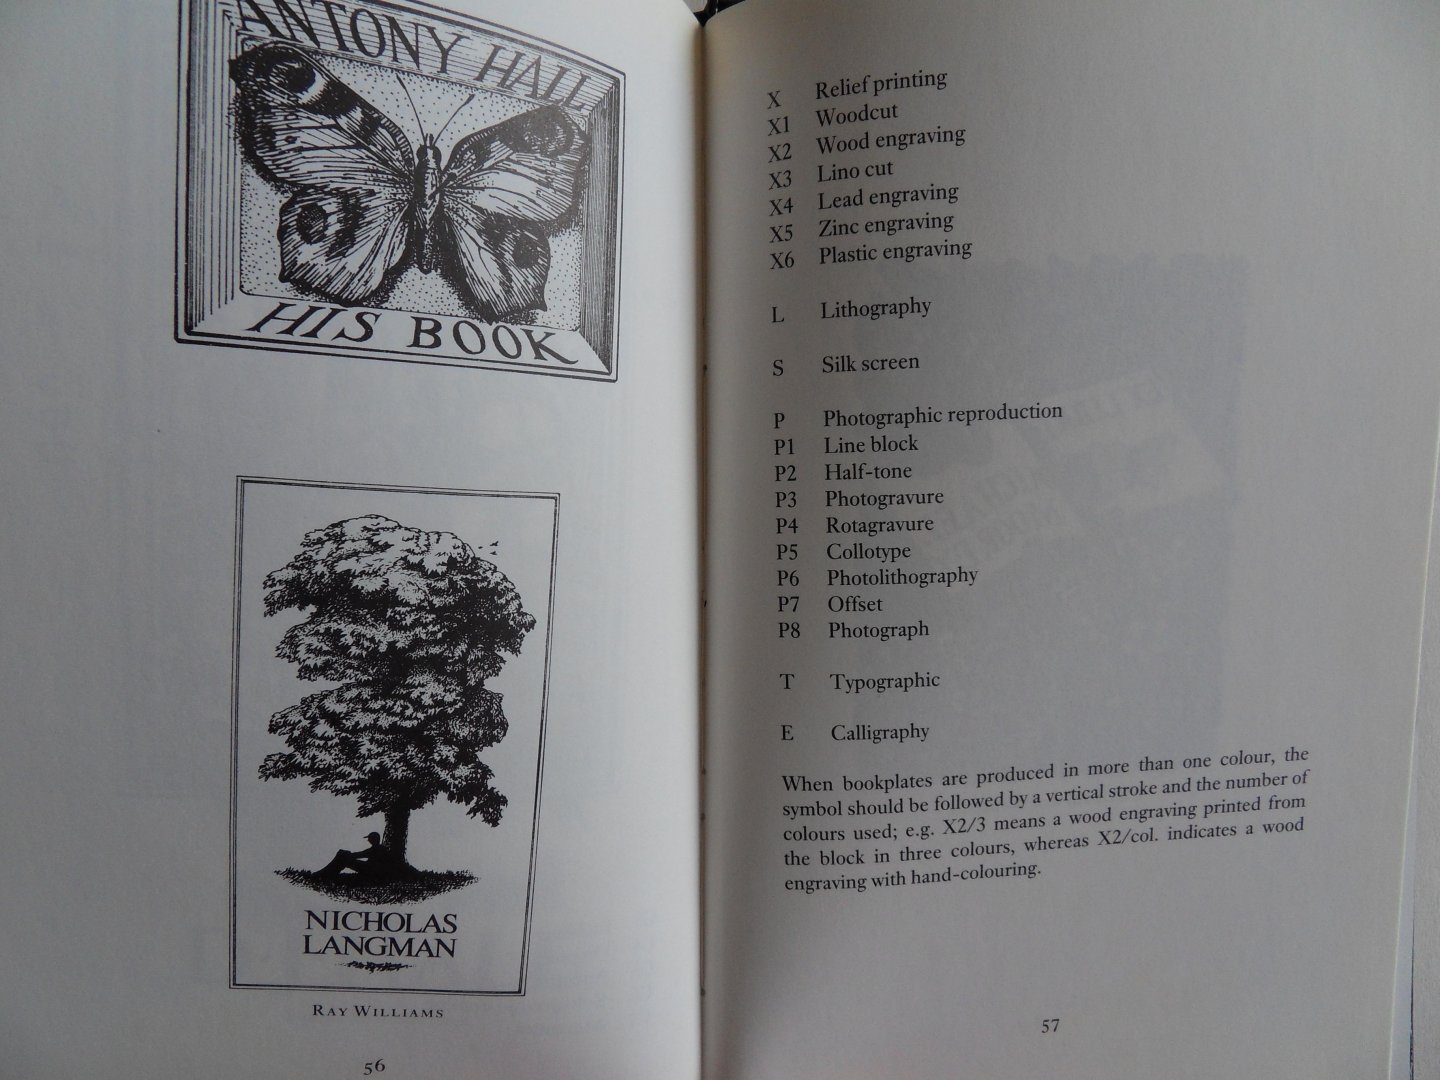 ANTONY HALL
HIS BOOK
NICHOLAS
LANGMAN
RAY WILLIAMS
56
X Relief printing
X1 Woodcut
X2 Wood engraving
X3 Lino cut
X4 Lead engraving
X5 Zinc engraving
X6 Plastic engraving
L Lithography
S Silk screen
P Photographic reproduction
P1 Line block
P2 Half-tone
P3 Photogravure
P4 Rotagravure
P5 Collotype
P6 Photolithography
P7 Offset
P8 Photograph
T Typographic
E Calligraphy
When bookplates are produced in more than one colour, the
symbol should be followed by a vertical stroke and the number of
colours used; e.g. X2/3 means a wood engraving printed from
the block in three colours, whereas X2/col. indicates a wood
engraving with hand-colouring.
57